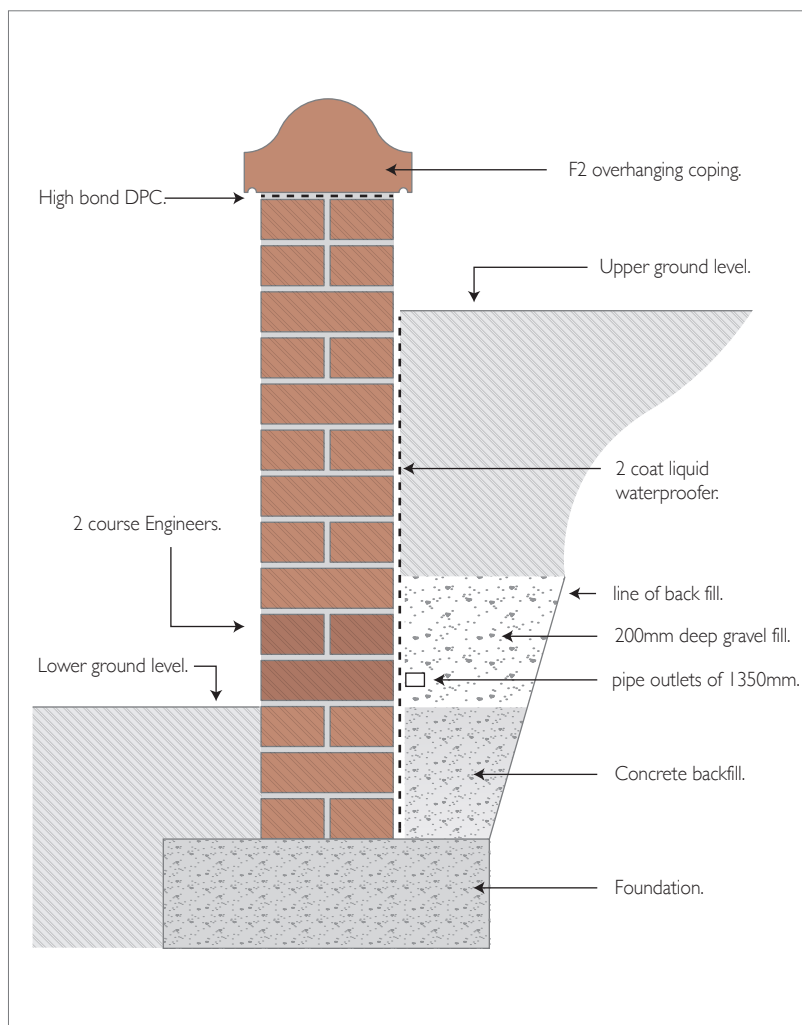 F2 overhanging coping.
High bond DPC.
Upper ground level.
2 coat liquid
waterproofer.
2 course Engineers.
line of back fill.
200mm deep gravel fill.
Lower ground level.
pipe outlets of 1350mm.
Concrete backfill.
Foundation.